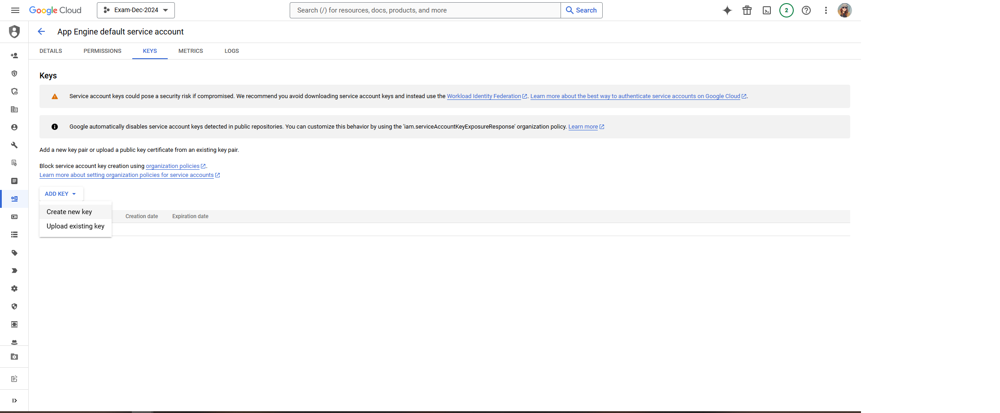 Google Cloud
Exam-Dec-2024
Search (/) for resources, docs, products, and more
Search
2
App Engine default service account
DETAILS
PERMISSIONS
KEYS
METRICS
LOGS
Keys
Service account keys could pose a security risk if compromised. We recommend you avoid downloading service account keys and instead use the Workload Identity Federation. Learn more about the best way to authenticate service accounts on Google Cloud.
Google automatically disables service account keys detected in public repositories. You can customize this behavior by using the 'iam.serviceAccountKeyExposureResponse' organization policy. Learn more
Add a new key pair or upload a public key certificate from an existing key pair.
Block service account key creation using organization policies.
Learn more about setting organization policies for service accounts
ADD KEY
Create new key
Upload existing key
Creation date
Expiration date